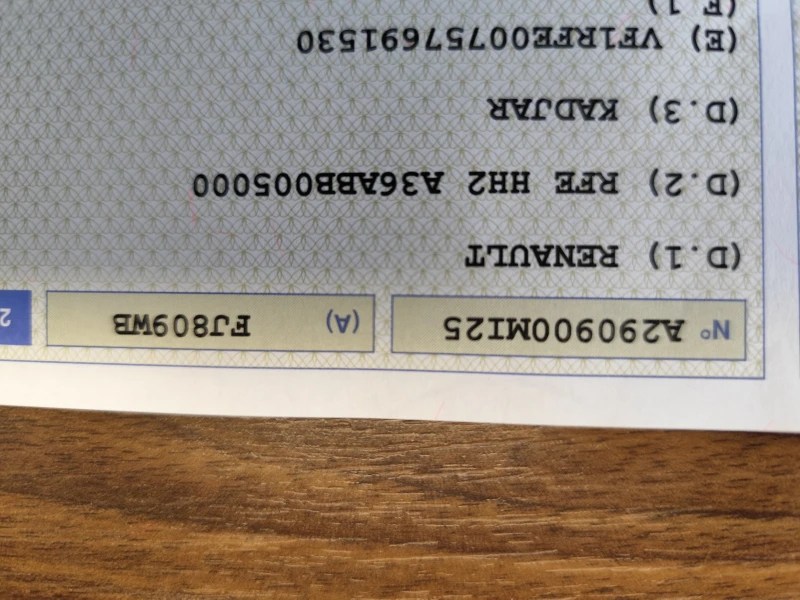 N° A290900MI25 (A) FJ809WB
(D.1) RENAULT
(D.2) RFE HH2 A36ABB005000
(D.3) KADJAR
(E) VF1RFE00757691530